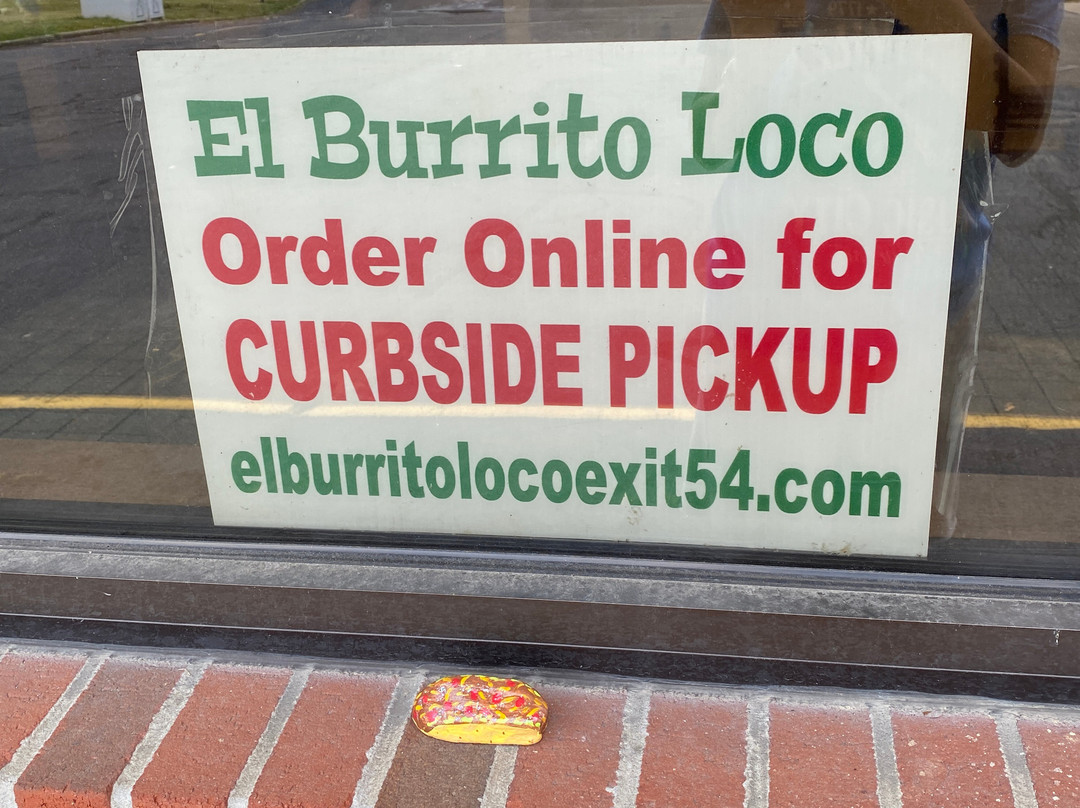 El Burrito Loco
Order Online for
CURBSIDE PICKUP
elburritolocoexit54.com